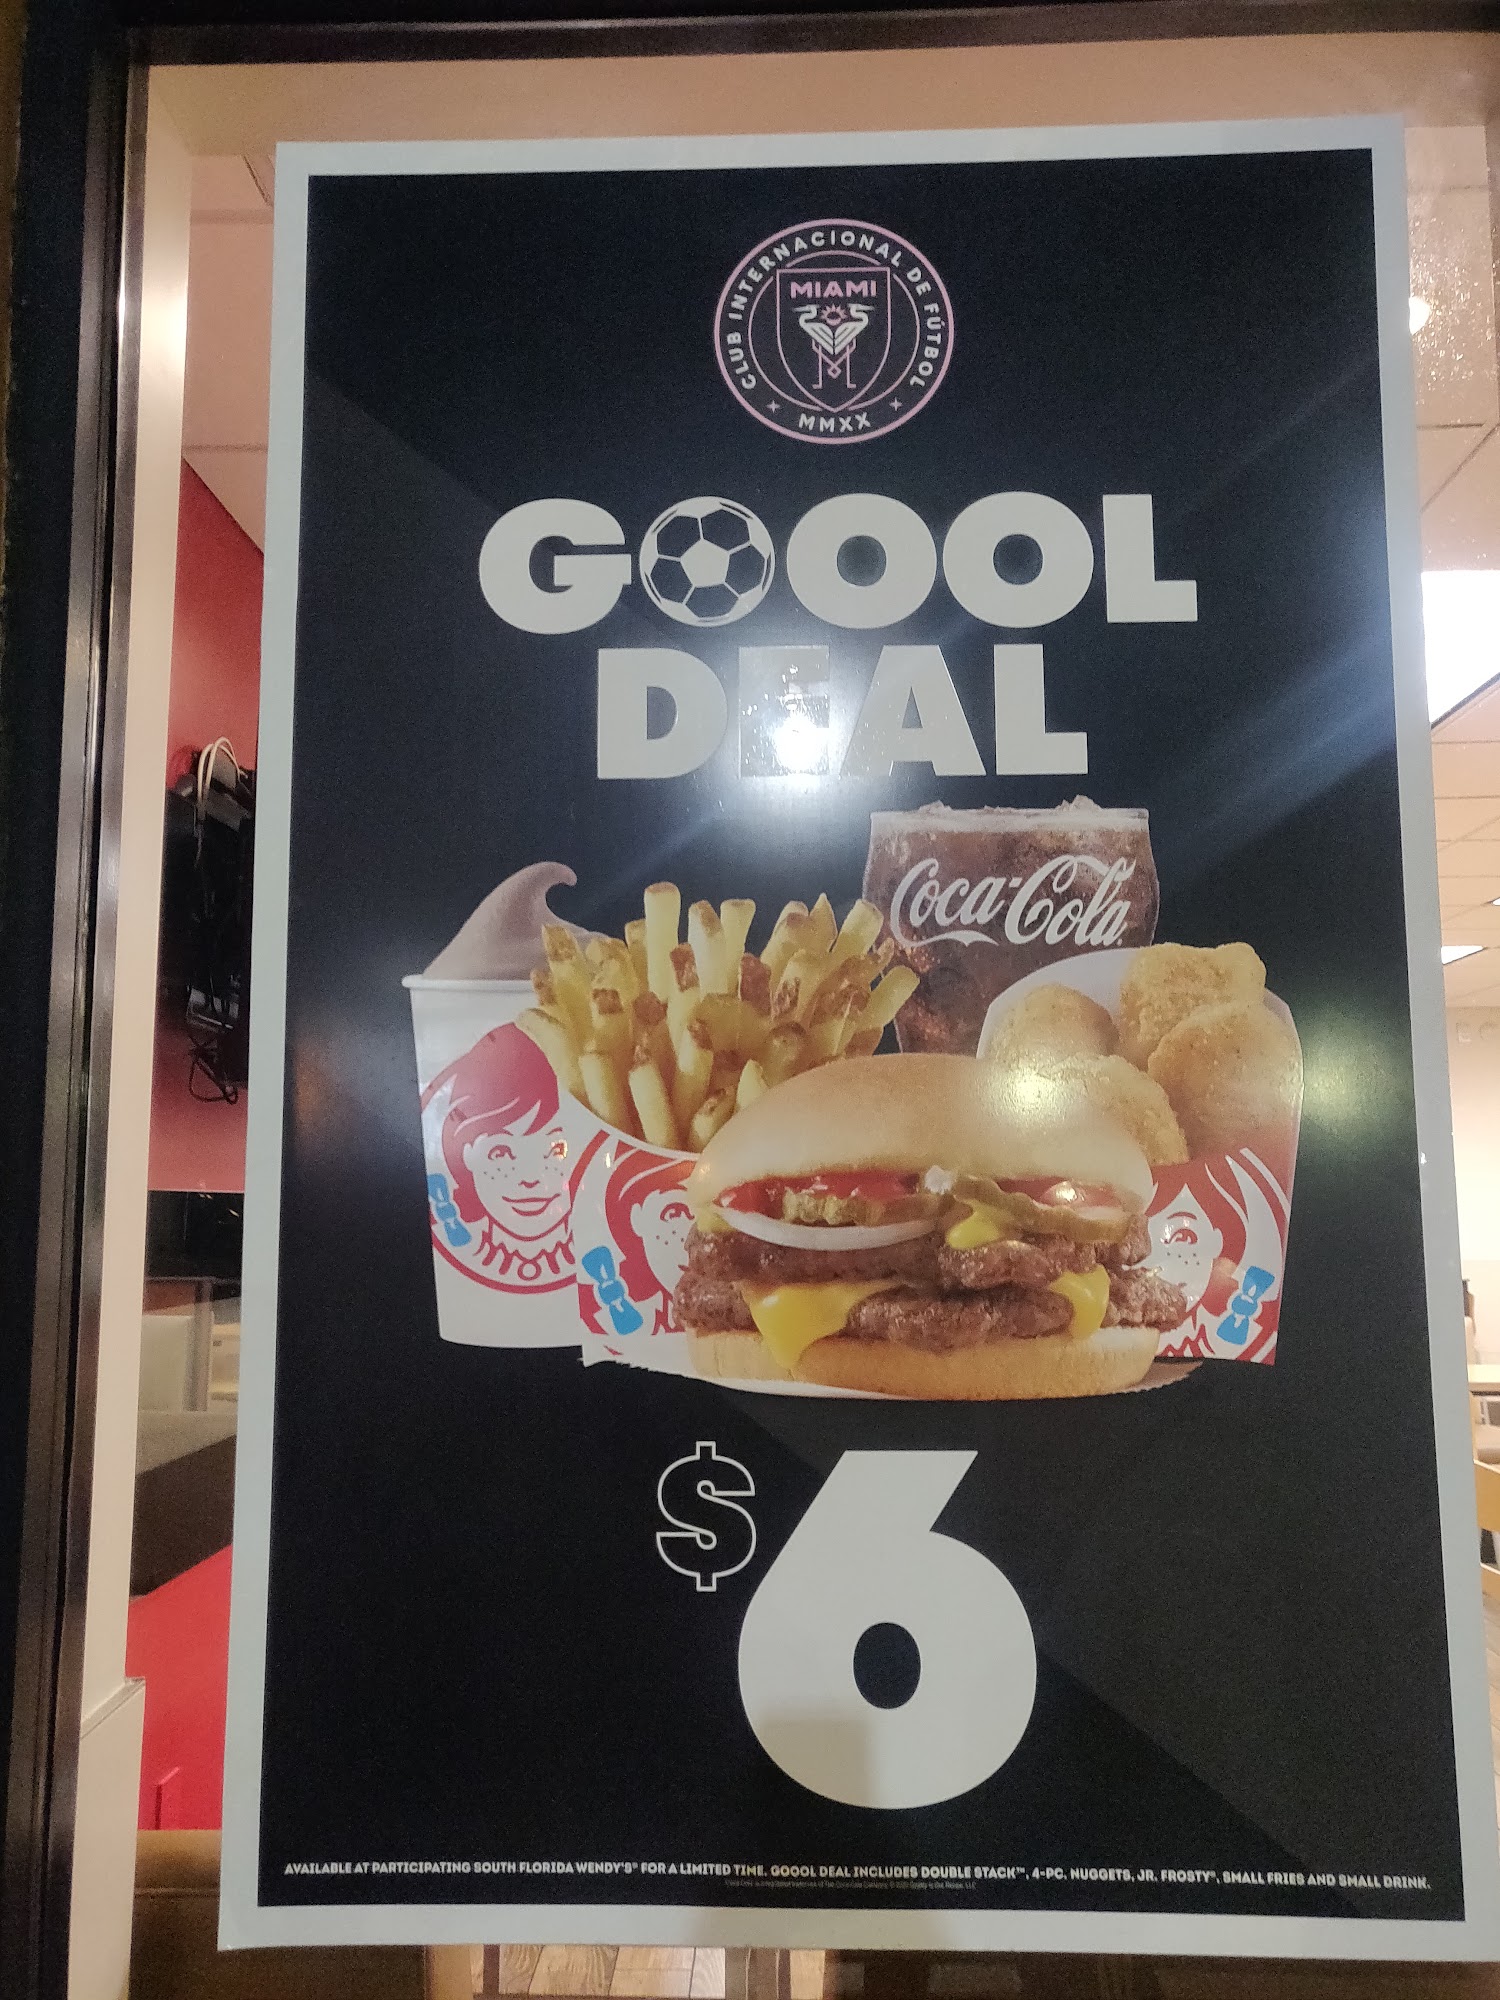 CLUB INTERNACIONAL DE FÚTBOL
MIAMI
MMXX
GOOOL
DEAL
Coca-Cola
$6
AVAILABLE AT PARTICIPATING SOUTH FLORIDA WENDY'S® FOR A LIMITED TIME. GOOOL DEAL INCLUDES DOUBLE STACK™, 4-PC. NUGGETS, JR. FROSTY®, SMALL FRIES AND SMALL DRINK.